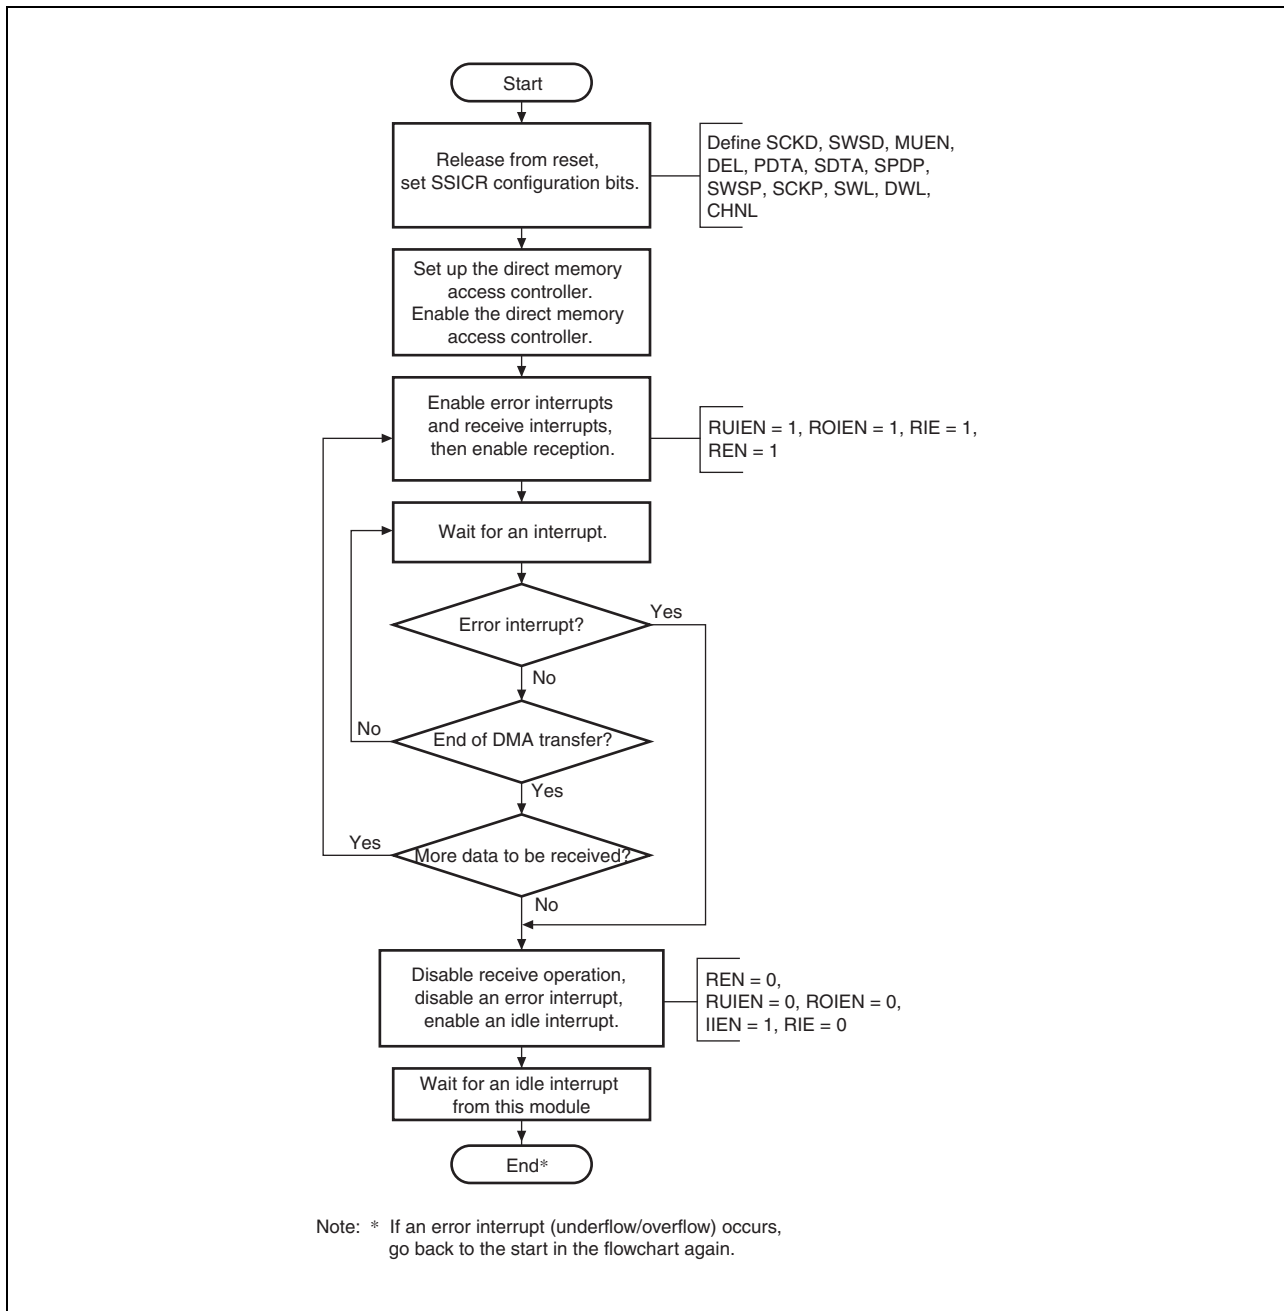 Start
Release from reset,
set SSICR configuration bits.
Define SCKD, SWSD, MUEN,
DEL, PDTA, SDTA, SPDP,
SWSP, SCKP, SWL, DWL,
CHNL
Set up the direct memory
access controller.
Enable the direct memory
access controller.
Enable error interrupts
and receive interrupts,
then enable reception.
RUIEN = 1, ROIEN = 1, RIE = 1,
REN = 1
Wait for an interrupt.
Error interrupt?
Yes
No
End of DMA transfer?
No
Yes
More data to be received?
Yes
No
Disable receive operation,
disable an error interrupt,
enable an idle interrupt.
REN = 0,
RUIEN = 0, ROIEN = 0,
IIEN = 1, RIE = 0
Wait for an idle interrupt
from this module
End*
Note: * If an error interrupt (underflow/overflow) occurs,
go back to the start in the flowchart again.